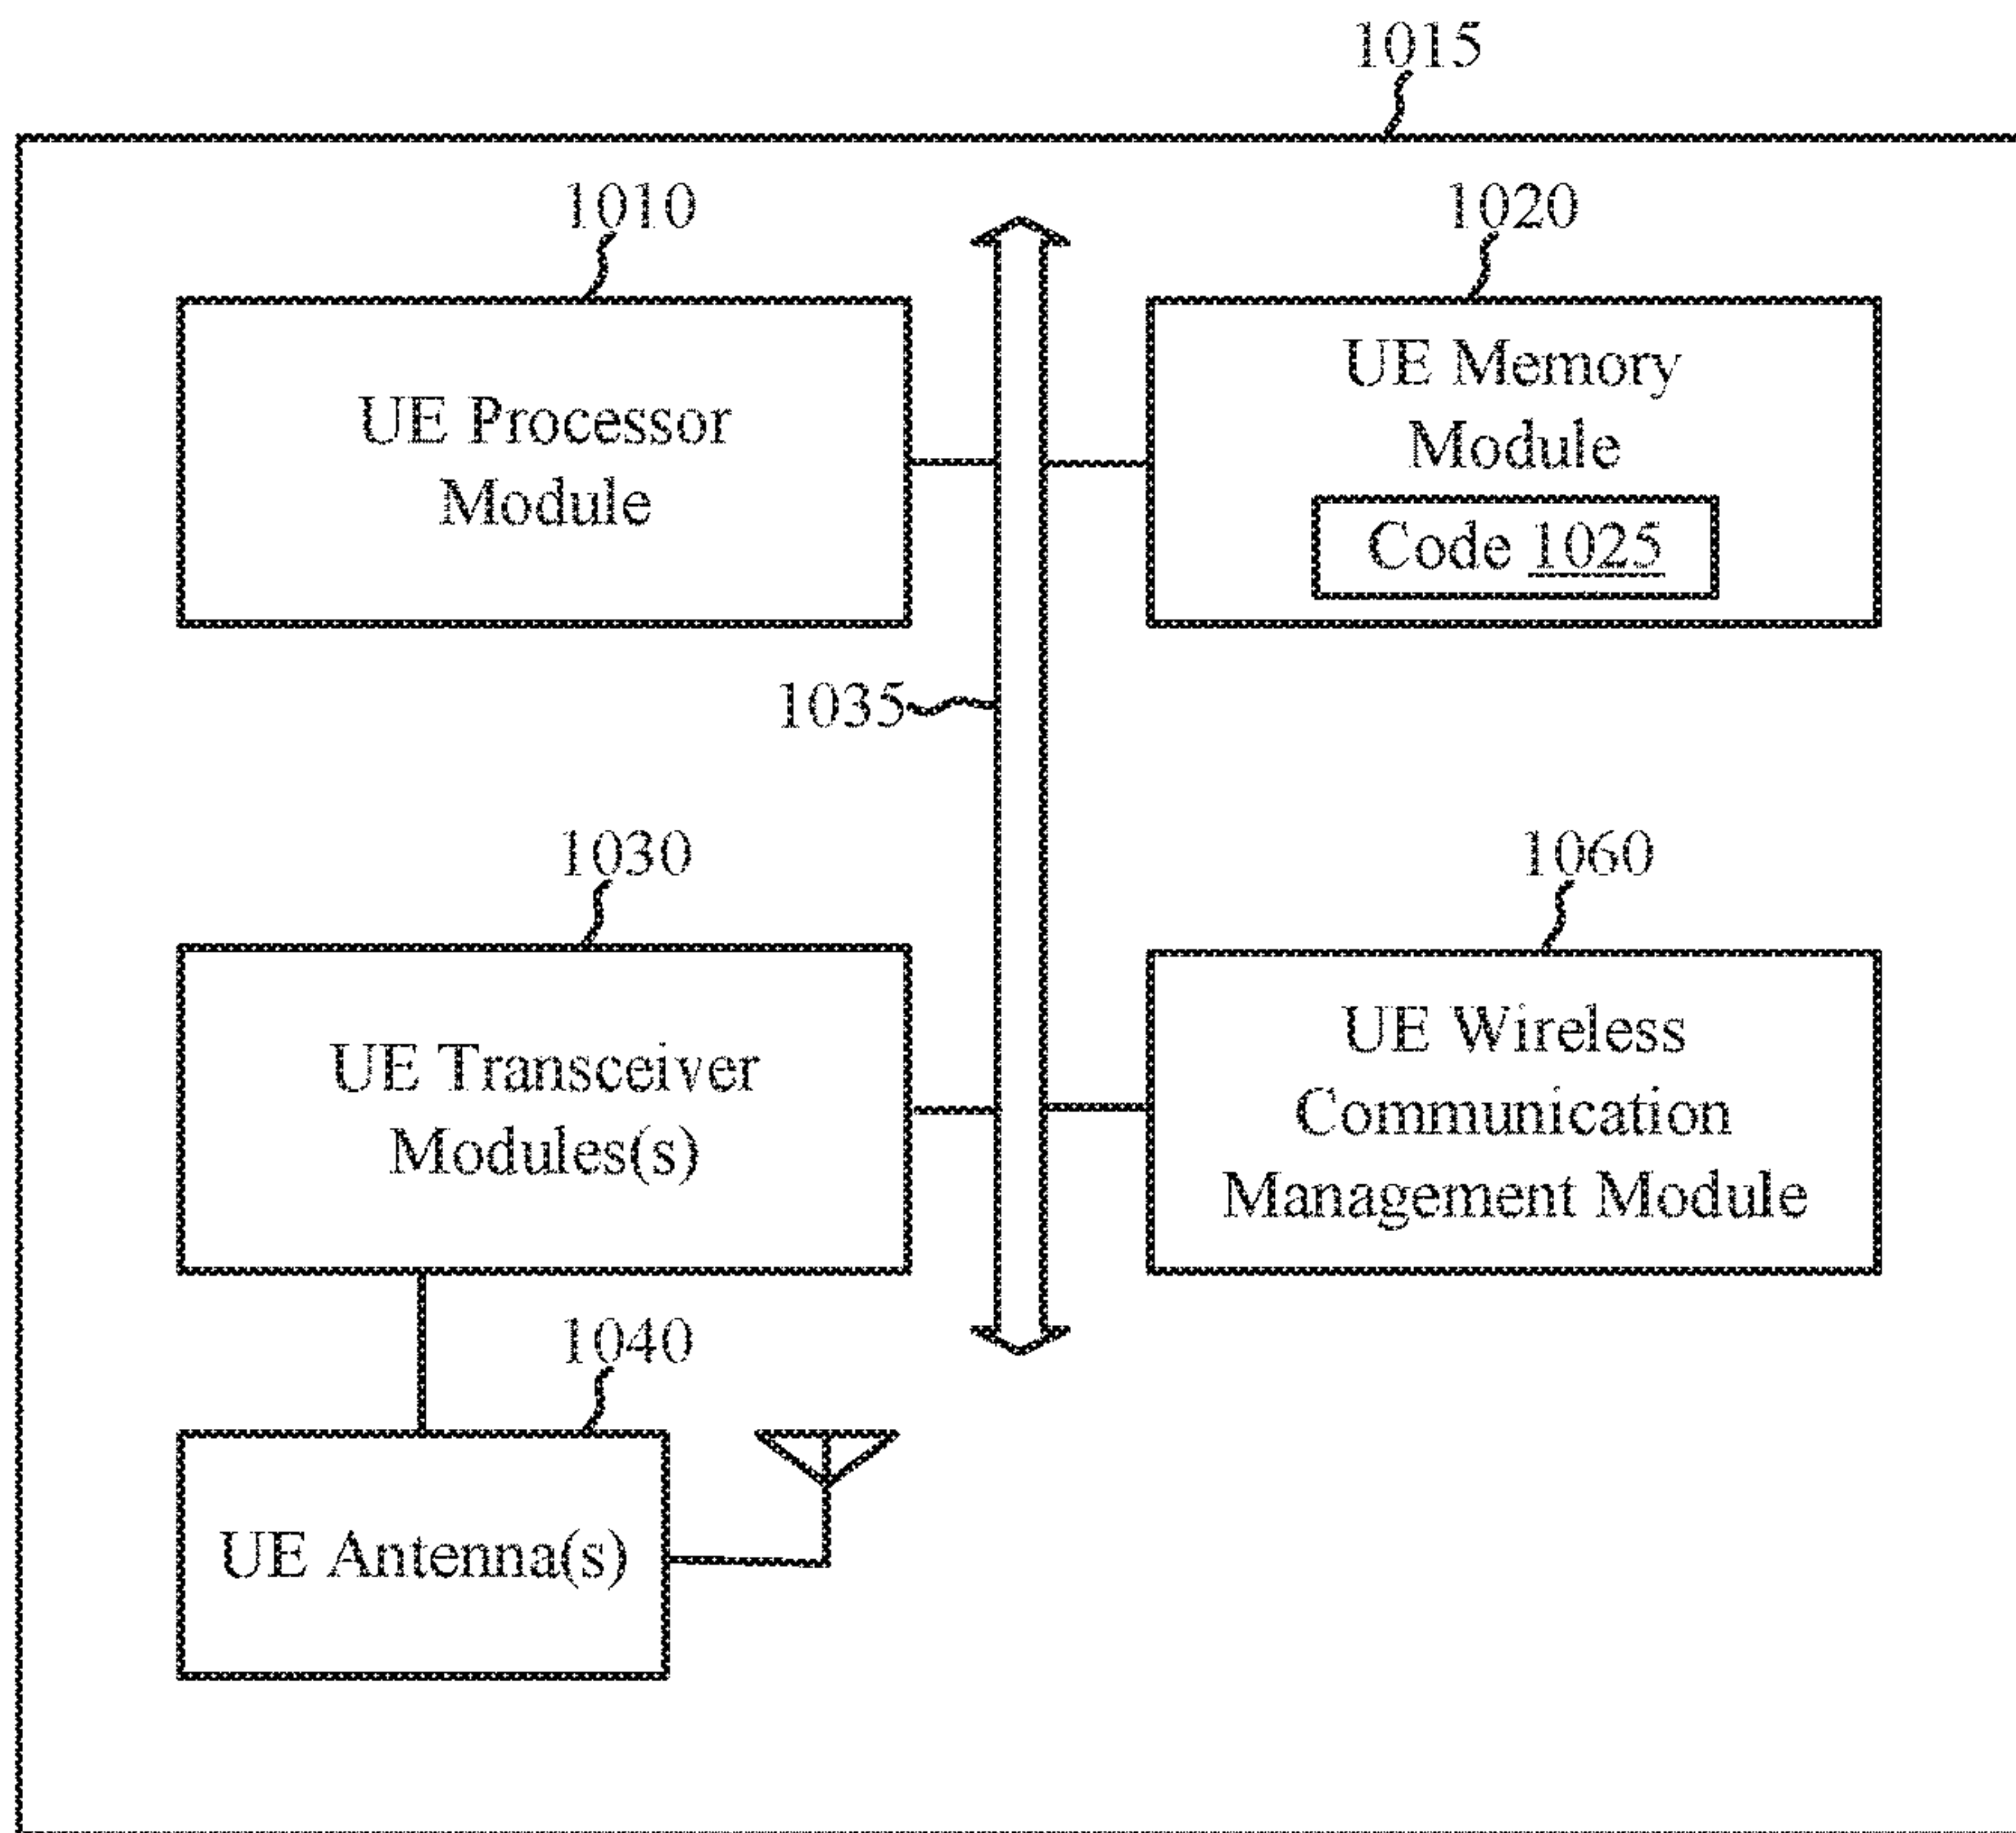 1015
1010
1020
UE Processor
Module
UE Memory
Module
Code 1025
1035
1030
1060
UE Transceiver
Modules(s)
UE Wireless
Communication
Management Module
1040
UE Antenna(s)